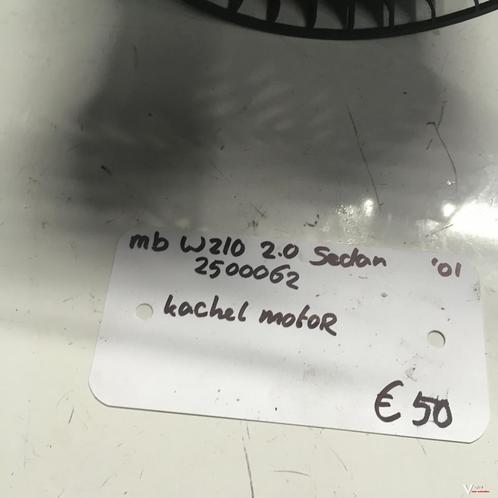 mb W210 2.0 Sedan '01
2500062
kachel motoR
€ 50